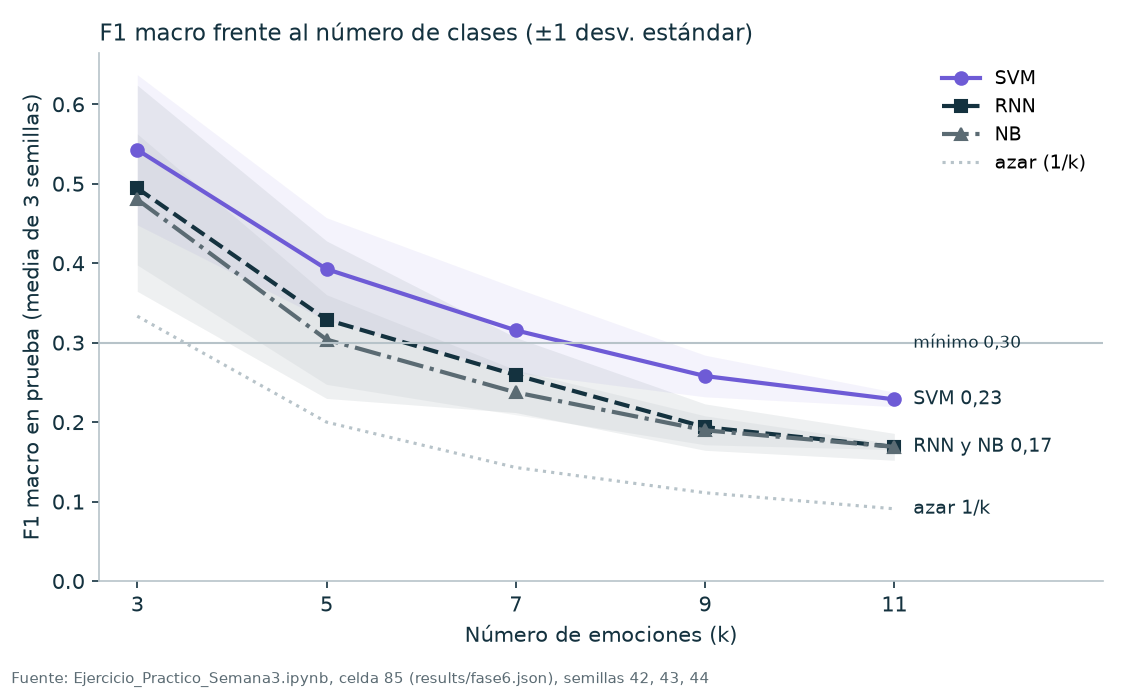 F1 macro frente al número de clases (±1 desv. estándar)
F1 macro en prueba (media de 3 semillas)
0.6
0.5
0.4
0.3
0.2
0.1
0.0
SVM
RNN
NB
azar (1/k)
mínimo 0,30
SVM 0,23
RNN y NB 0,17
azar 1/k
3 5 7 9 11
Número de emociones (k)
Fuente: Ejercicio_Practico_Semana3.ipynb, celda 85 (results/fase6.json), semillas 42, 43, 44